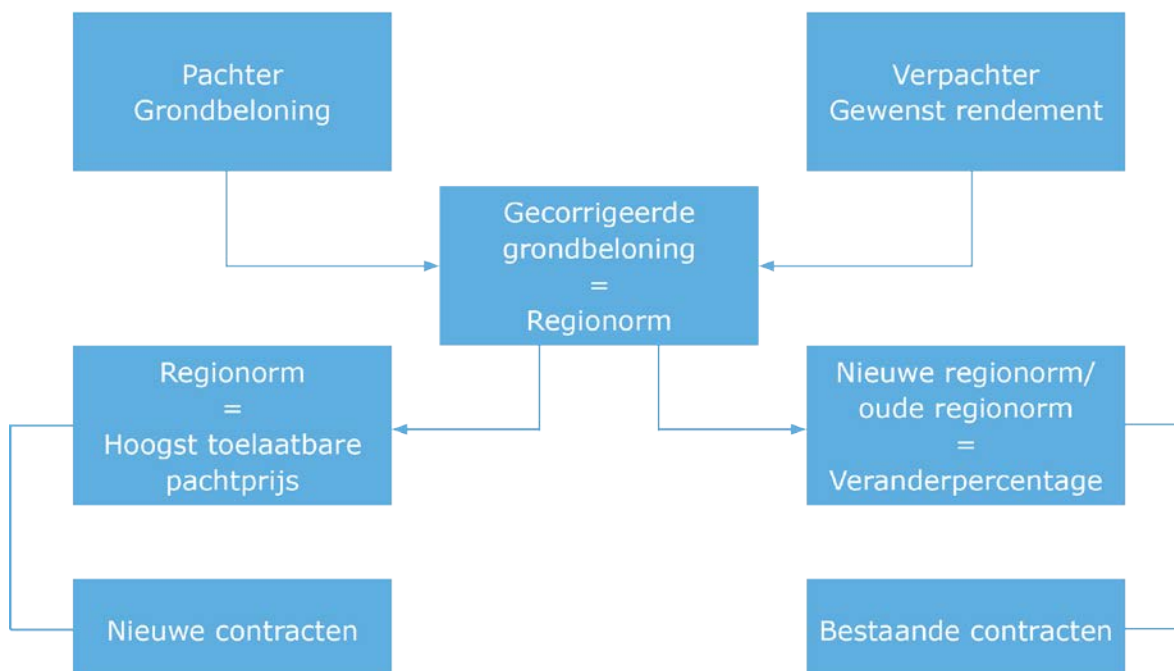 Pachter
Grondbeloning
Verpachter
Gewenst rendement
Gecorrigeerde
grondbeloning
=
Regionorm
Regionorm
=
Hoogst toelaatbare
pachtprijs
Nieuwe regionorm/
oude regionorm
=
Veranderpercentage
Nieuwe contracten
Bestaande contracten